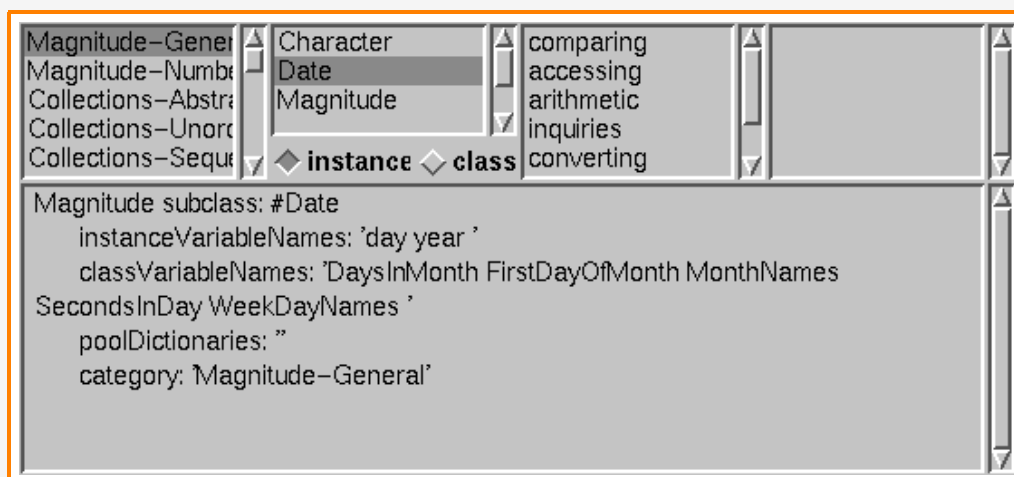 Magnitude-Gener
Magnitude-Numbe
Collections-Abstra
Collections-Unord
Collections-Seque
Character
Date
Magnitude
instance class
comparing
accessing
arithmetic
inquiries
converting
Magnitude subclass: #Date
instanceVariableNames: 'day year '
classVariableNames: 'DaysInMonth FirstDayOfMonth MonthNames
SecondsInDay WeekDayNames '
poolDictionaries: ''
category: 'Magnitude-General'